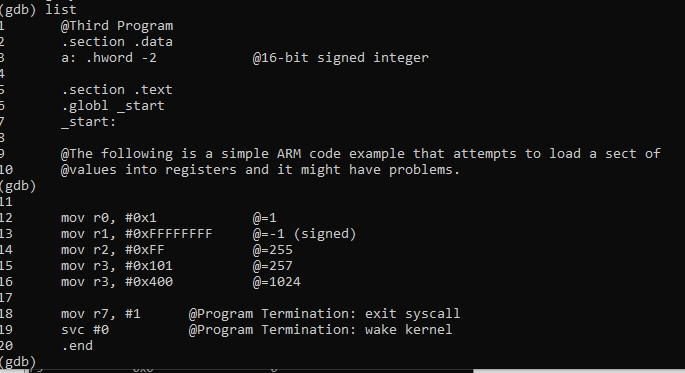 (gdb) list
1 @Third Program
2 .section .data
3 a: .hword -2 @16-bit signed integer
4
5 .section .text
6 .globl _start
7 _start:
8
9 @The following is a simple ARM code example that attempts to load a sect of
10 @values into registers and it might have problems.
(gdb)
11
12 mov r0, #0x1 @=1
13 mov r1, #0xFFFFFFFF @=-1 (signed)
14 mov r2, #0xFF @=255
15 mov r3, #0x101 @=257
16 mov r3, #0x400 @=1024
17
18 mov r7, #1 @Program Termination: exit syscall
19 svc #0 @Program Termination: wake kernel
20 .end
(gdb)